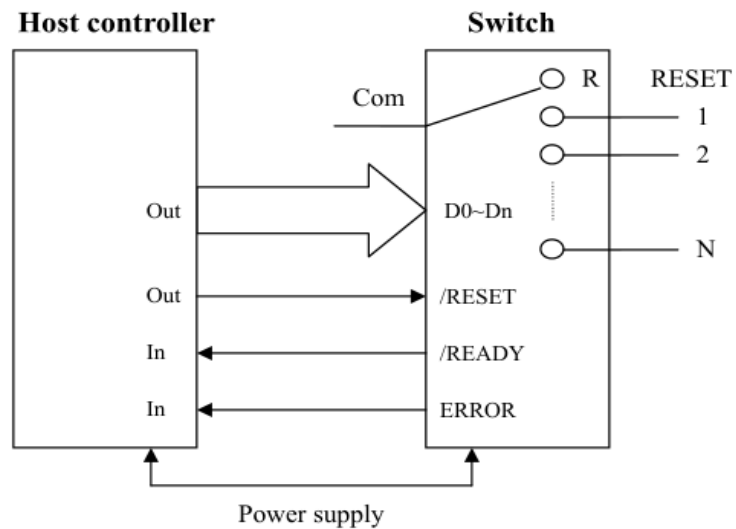 Host controller
Switch
R RESET
Com
1
2
Out
D0~Dn
N
Out
/RESET
In
/READY
In
ERROR
Power supply